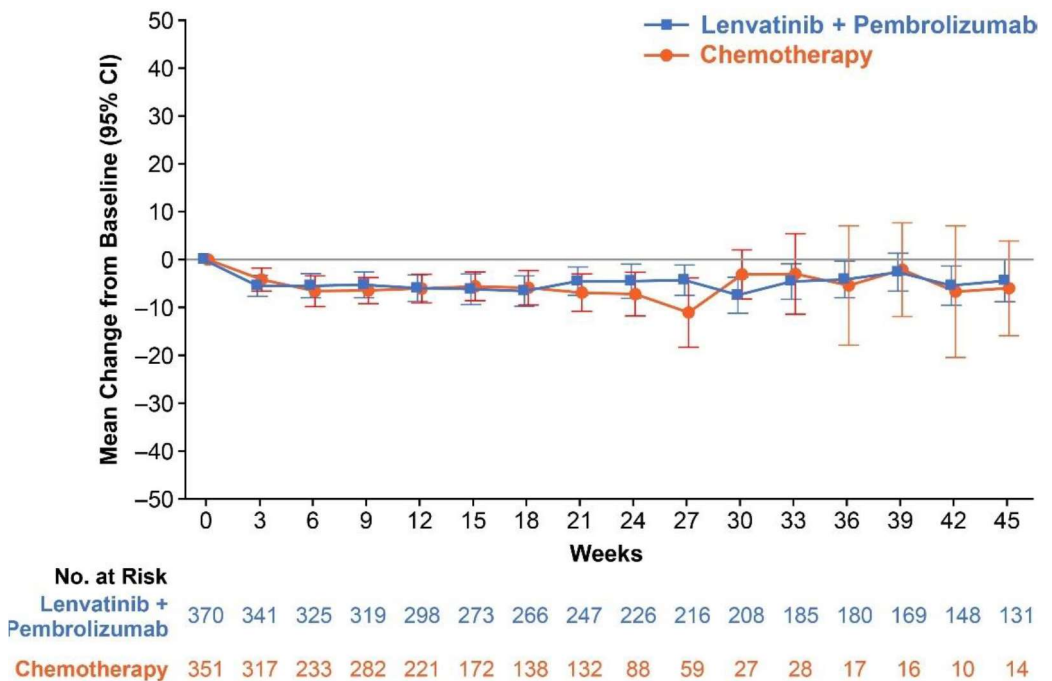 Lenvatinib + Pembrolizumab
Chemotherapy
Mean Change from Baseline (95% CI)
50
40
30
20
10
0
–10
–20
–30
–40
–50
0 3 6 9 12 15 18 21 24 27 30 33 36 39 42 45
Weeks
No. at Risk
Lenvatinib +
Pembrolizumab 370 341 325 319 298 273 266 247 226 216 208 185 180 169 148 131
Chemotherapy 351 317 233 282 221 172 138 132 88 59 27 28 17 16 10 14